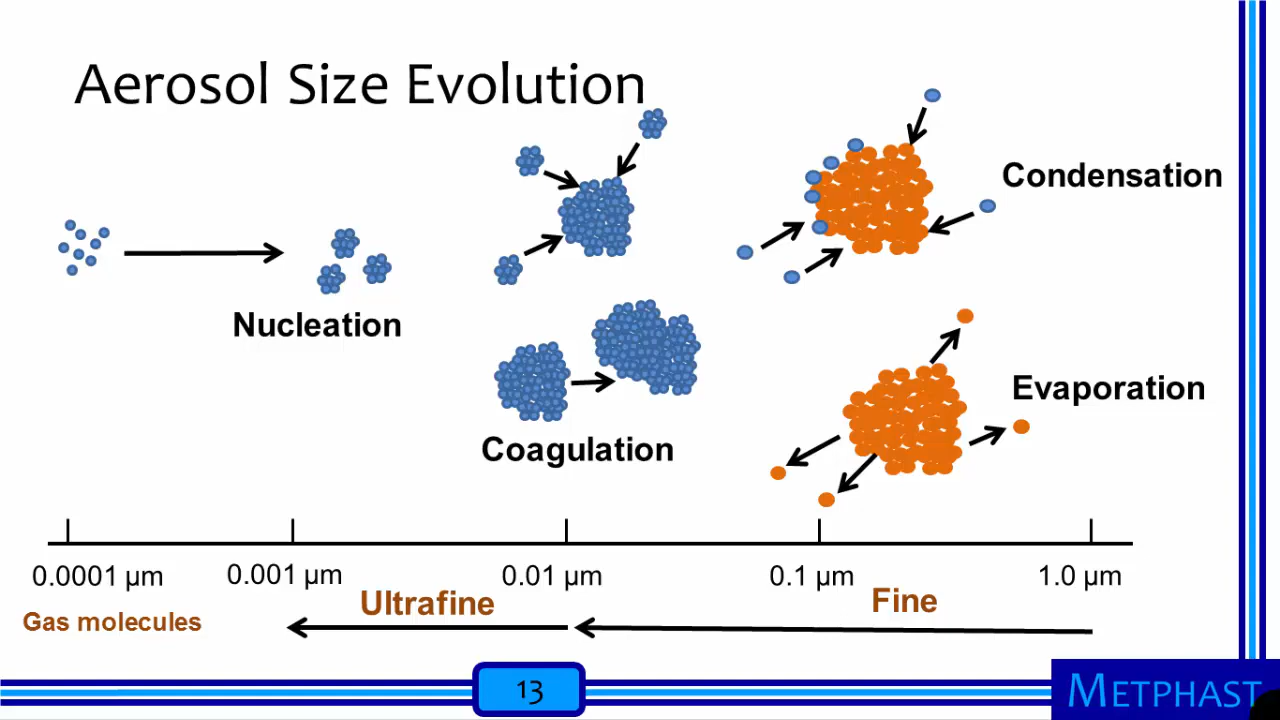 Aerosol Size Evolution
Condensation
Nucleation
Evaporation
Coagulation
0.0001 µm
0.001 µm
0.01 µm
0.1 µm
1.0 µm
Ultrafine
Fine
Gas molecules
13
METPHAST